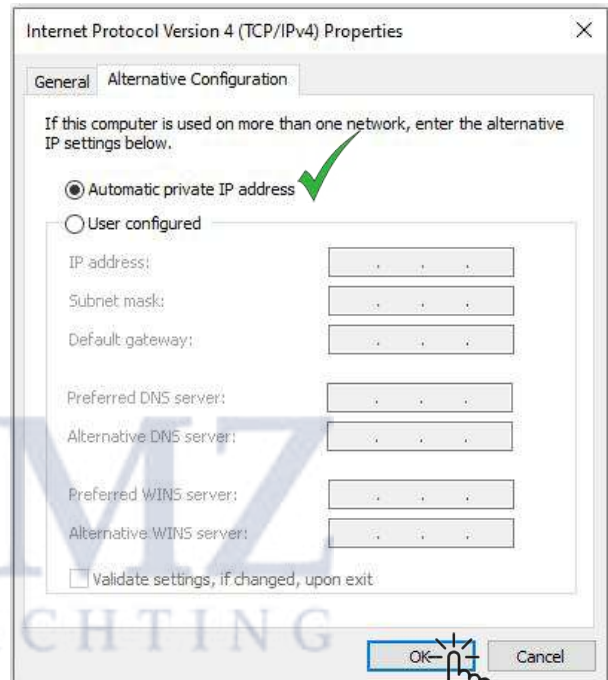 Internet Protocol Version 4 (TCP/IPv4) Properties
General Alternative Configuration
If this computer is used on more than one network, enter the alternative
IP settings below.
Automatic private IP address
User configured
IP address:
Subnet mask:
Default gateway:
Preferred DNS server:
Alternative DNS server:
Preferred WINS server:
Alternative WINS server:
Validate settings, if changed, upon exit
MZ
CHTING
OK Cancel